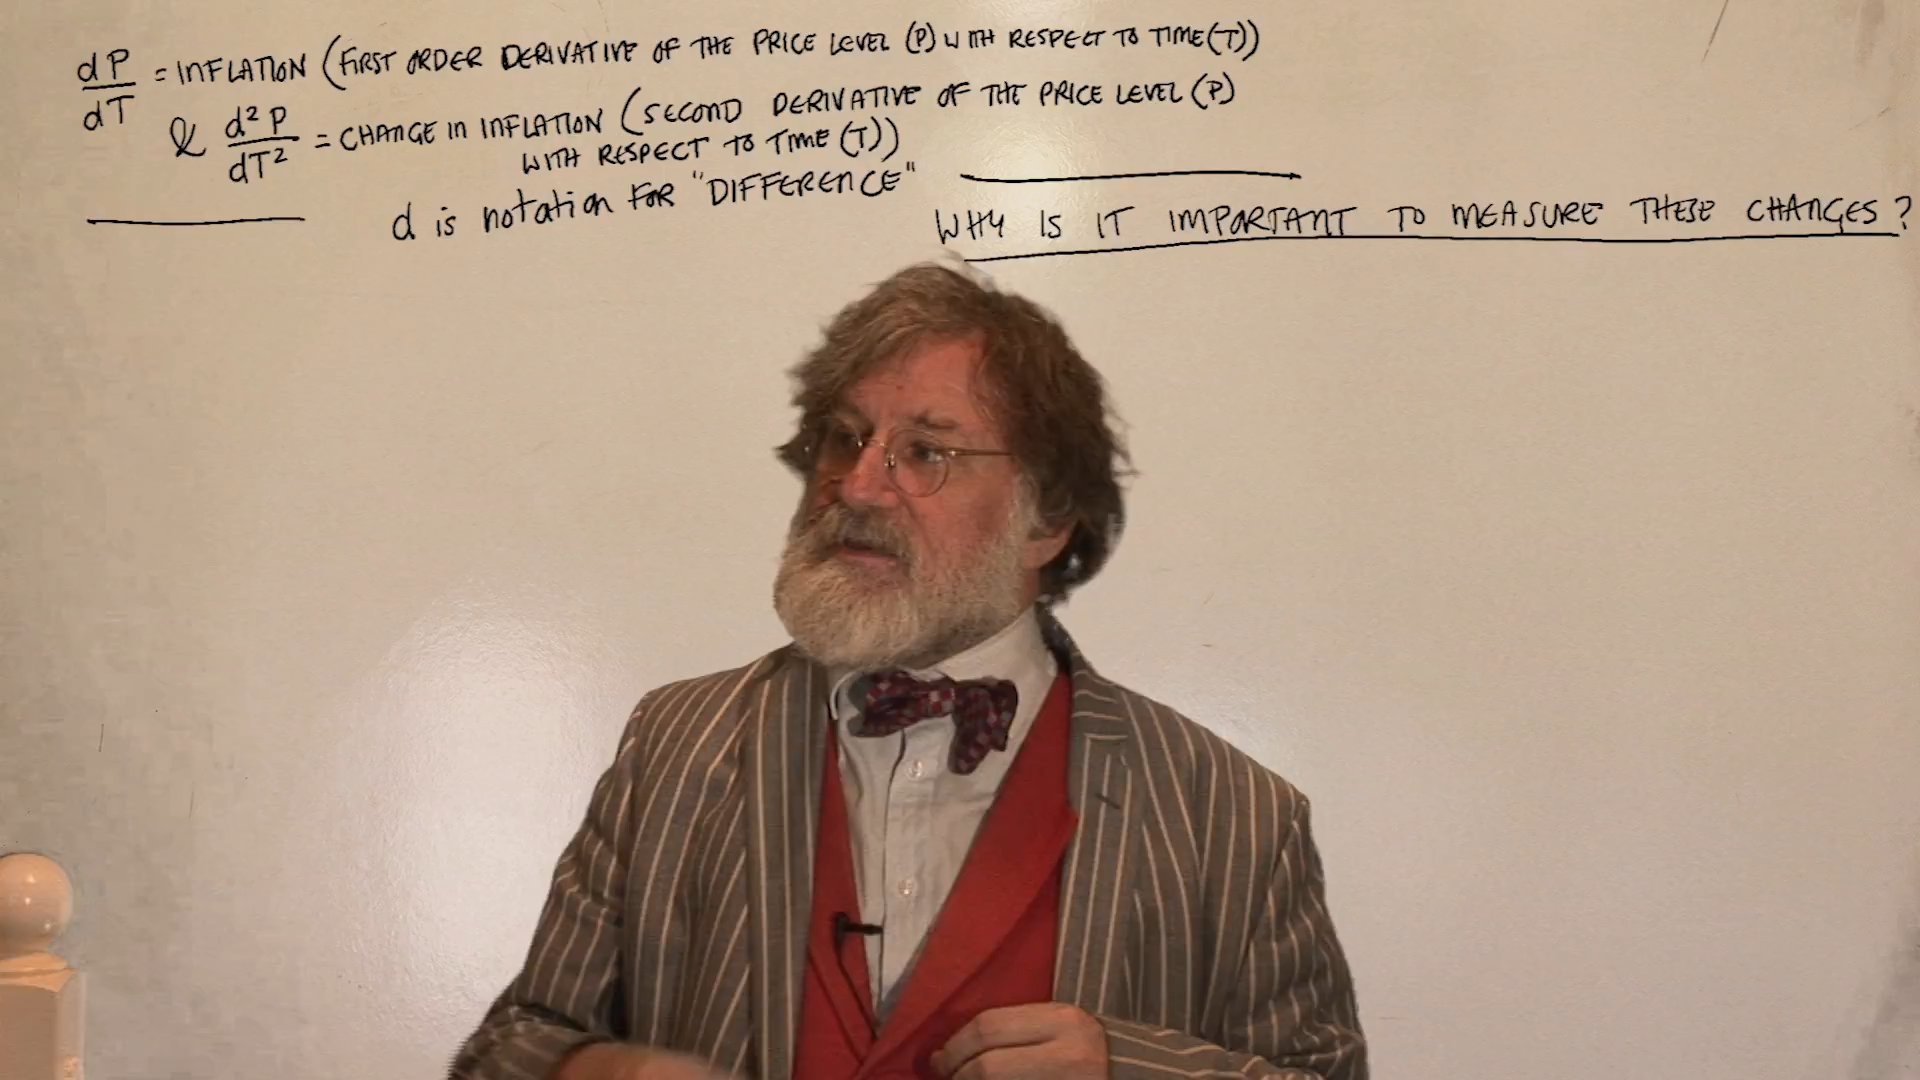 dP/dT = INFLATION (FIRST ORDER DERIVATIVE OF THE PRICE LEVEL (P) WITH RESPECT TO TIME (T))
& d²P/dT² = CHANGE IN INFLATION (SECOND DERIVATIVE OF THE PRICE LEVEL (P)
WITH RESPECT TO TIME (T))
d is notation FOR "DIFFERENCE"
WHY IS IT IMPORTANT TO MEASURE THESE CHANGES?